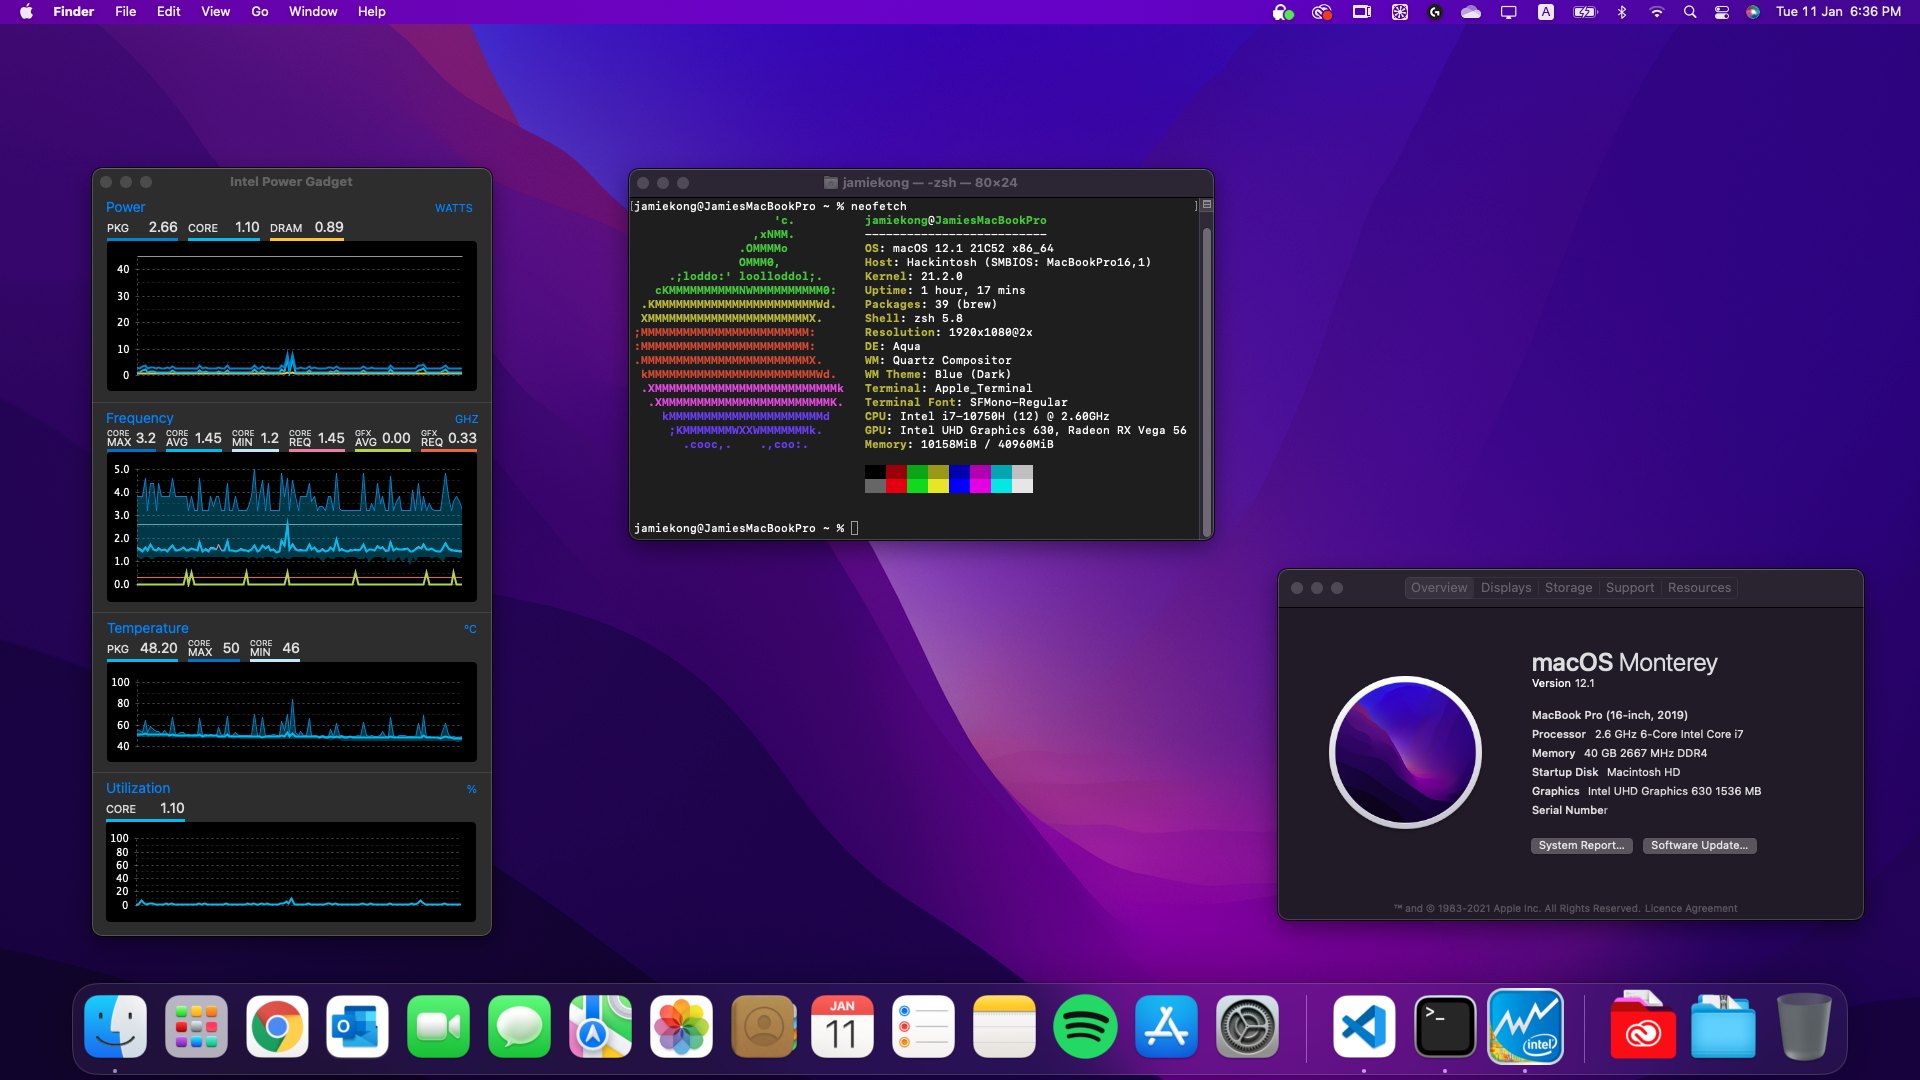 Finder File Edit View Go Window Help
A
Tue 11 Jan 6:36 PM
Intel Power Gadget
Power WATTS
PKG 2.66 CORE 1.10 DRAM 0.89
40
30
20
10
0
Frequency GHZ
CORE MAX 3.2 CORE AVG 1.45 CORE MIN 1.2 CORE REQ 1.45 GFX AVG 0.00 GFX REQ 0.33
5.0
4.0
3.0
2.0
1.0
0.0
Temperature °C
PKG 48.20 CORE MAX 50 CORE MIN 46
100
80
60
40
Utilization %
CORE 1.10
100
80
60
40
20
0
jamiekong — -zsh — 80×24
[jamiekong@JamiesMacBookPro ~ % neofetch ]
'c. jamiekong@JamiesMacBookPro
,xNMM. --------------------------
.OMMMMo OS: macOS 12.1 21C52 x86_64
OMMM0, Host: Hackintosh (SMBIOS: MacBookPro16,1)
.;loddo:' loolloddol;. Kernel: 21.2.0
cKMMMMMMMMMMNWMMMMMMMMMM0: Uptime: 1 hour, 17 mins
.KMMMMMMMMMMMMMMMMMMMMMMMWd. Packages: 39 (brew)
XMMMMMMMMMMMMMMMMMMMMMMMX. Shell: zsh 5.8
;MMMMMMMMMMMMMMMMMMMMMMMM: Resolution: 1920x1080@2x
:MMMMMMMMMMMMMMMMMMMMMMMM: DE: Aqua
.MMMMMMMMMMMMMMMMMMMMMMMMX. WM: Quartz Compositor
kMMMMMMMMMMMMMMMMMMMMMMMMWd. WM Theme: Blue (Dark)
.XMMMMMMMMMMMMMMMMMMMMMMMMMMk Terminal: Apple_Terminal
.XMMMMMMMMMMMMMMMMMMMMMMMMK. Terminal Font: SFMono-Regular
kMMMMMMMMMMMMMMMMMMMMMMd CPU: Intel i7-10750H (12) @ 2.60GHz
;KMMMMMMMWXXWMMMMMMMk. GPU: Intel UHD Graphics 630, Radeon RX Vega 56
.cooc,. .,coo:. Memory: 10158MiB / 40960MiB
jamiekong@JamiesMacBookPro ~ %
Overview Displays Storage Support Resources
macOS Monterey
Version 12.1
MacBook Pro (16-inch, 2019)
Processor 2.6 GHz 6-Core Intel Core i7
Memory 40 GB 2667 MHz DDR4
Startup Disk Macintosh HD
Graphics Intel UHD Graphics 630 1536 MB
Serial Number
System Report... Software Update...
™ and © 1983-2021 Apple Inc. All Rights Reserved. Licence Agreement
JAN
11
>_
intel